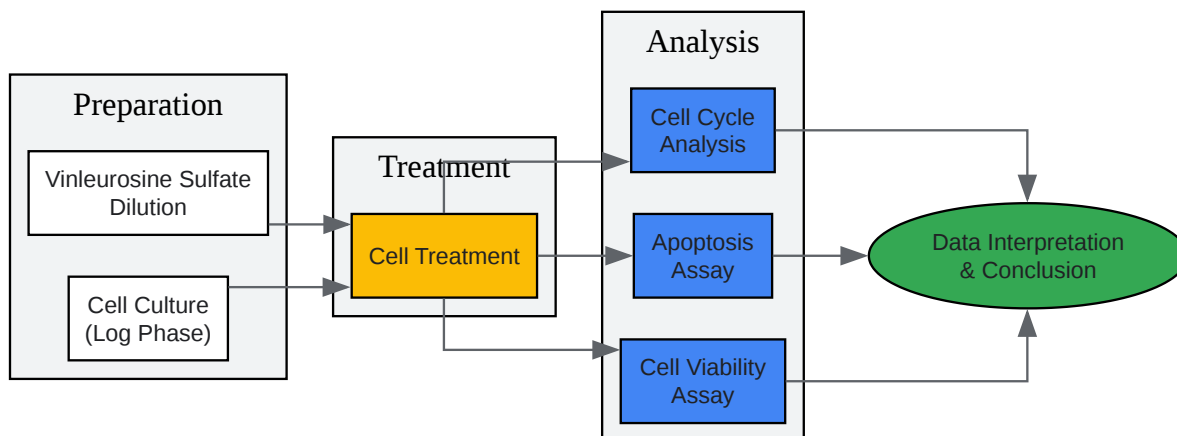 Preparation
Vinleurosine Sulfate
Dilution
Cell Culture
(Log Phase)
Treatment
Cell Treatment
Analysis
Cell Cycle
Analysis
Apoptosis
Assay
Cell Viability
Assay
Data Interpretation
& Conclusion